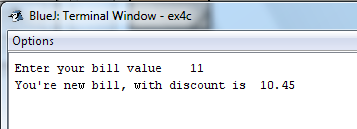 BlueJ: Terminal Window - ex4c
Options
Enter your bill value    11
You're new bill, with discount is  10.45